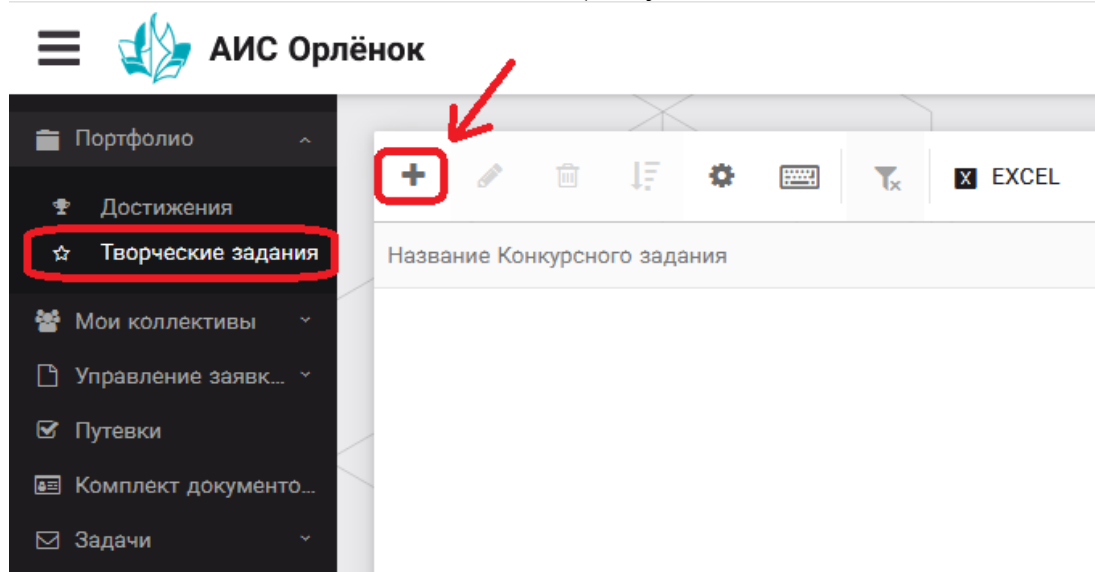 АИС Орлёнок
Портфолио
Достижения
Творческие задания
Мои коллективы
Управление заявк...
Путевки
Комплект документо...
Задачи
EXCEL
Название Конкурсного задания